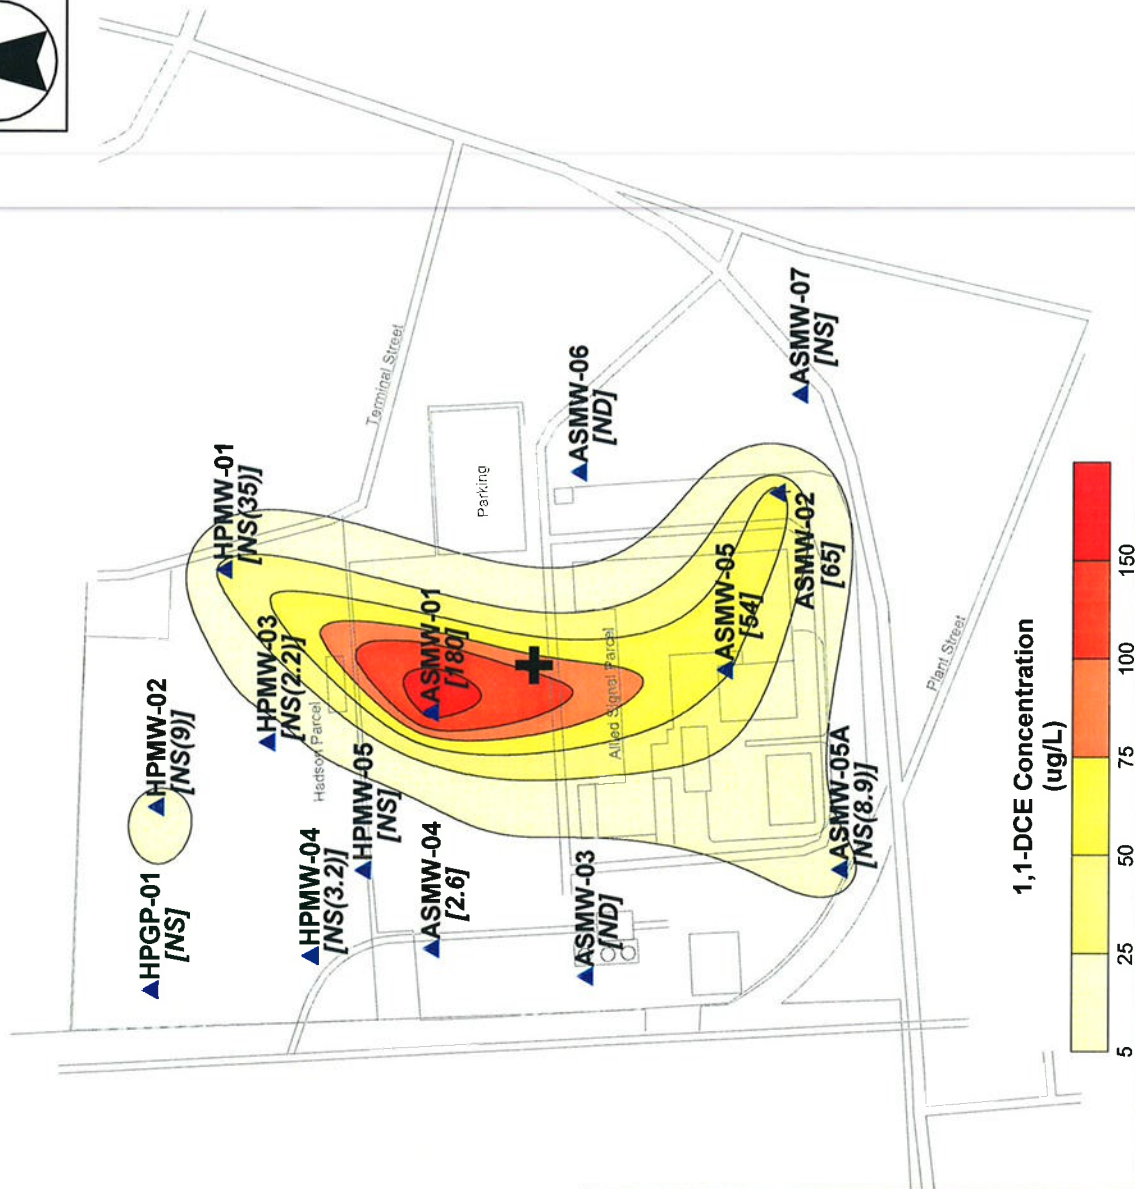 HPMW-01
[NS(35)]
Terminal Street
HPMW-02
[NS(9)]
HPMW-03
[NS(2.2)]
HPGP-01
[NS]
Hadson Parcel
HPMW-04
[NS(3.2)]
HPMW-05
[NS]
ASMW-01
[180]
Parking
ASMW-04
[2.6]
ASMW-06
[ND]
ASMW-03
[ND]
Allied Signal Parcel
ASMW-05
[54]
ASMW-02
[65]
ASMW-07
[NS]
ASMW-05A
[NS(8.9)]
Plant Street
1,1-DCE Concentration
(ug/L)
5 25 50 75 100 150